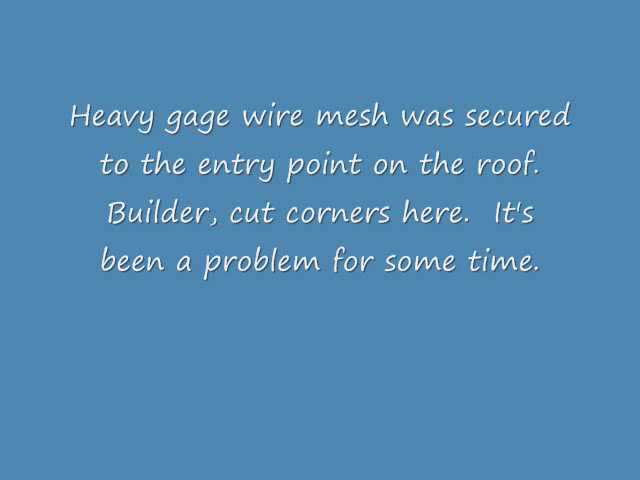 Heavy gage wire mesh was secured
to the entry point on the roof.
Builder, cut corners here.  It's
been a problem for some time.